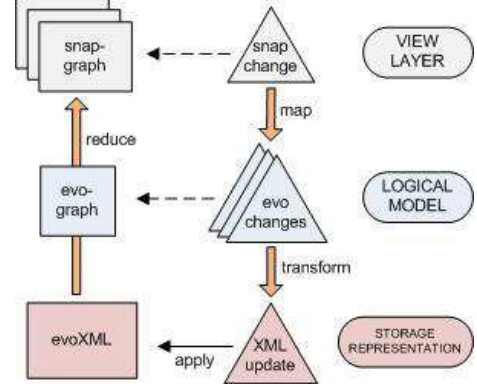 snap-
graph
snap
change
VIEW
LAYER
map
reduce
evo-
graph
evo
changes
LOGICAL
MODEL
transform
evoXML
apply
XML
update
STORAGE
REPRESENTATION